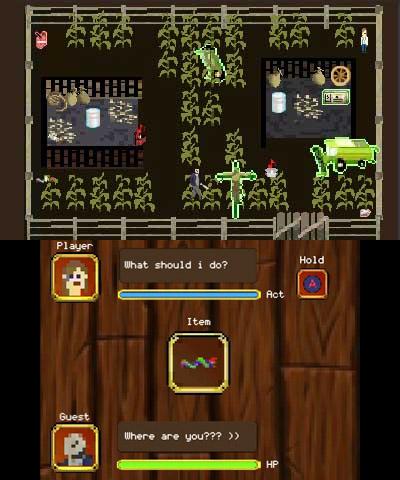 Player
What should i do?
Hold
Act
A
Item
Guest
Where are you??? ))
HP